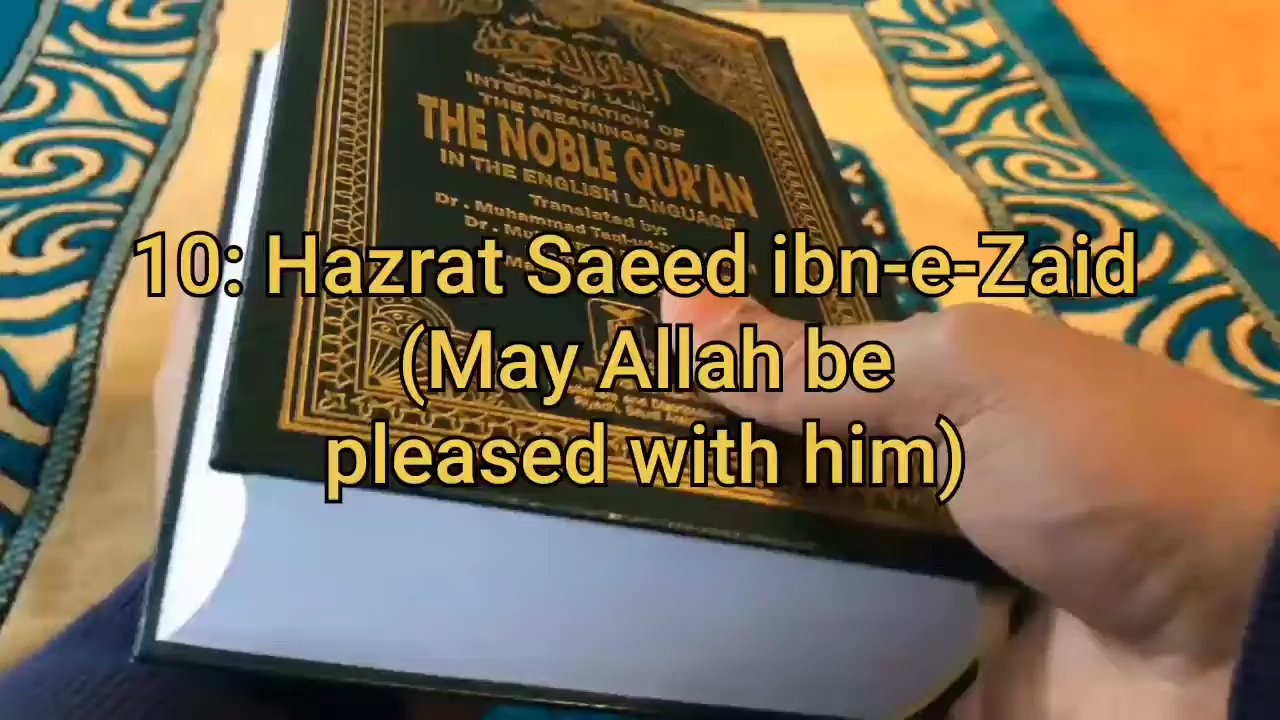 INTERPRETATION OF
THE MEANINGS OF
THE NOBLE QUR'ĀN
IN THE ENGLISH LANGUAGE
Translated by:
Dr. Muhammad
Dr.
10: Hazrat Saeed ibn-e-Zaid
(May Allah be
pleased with him)